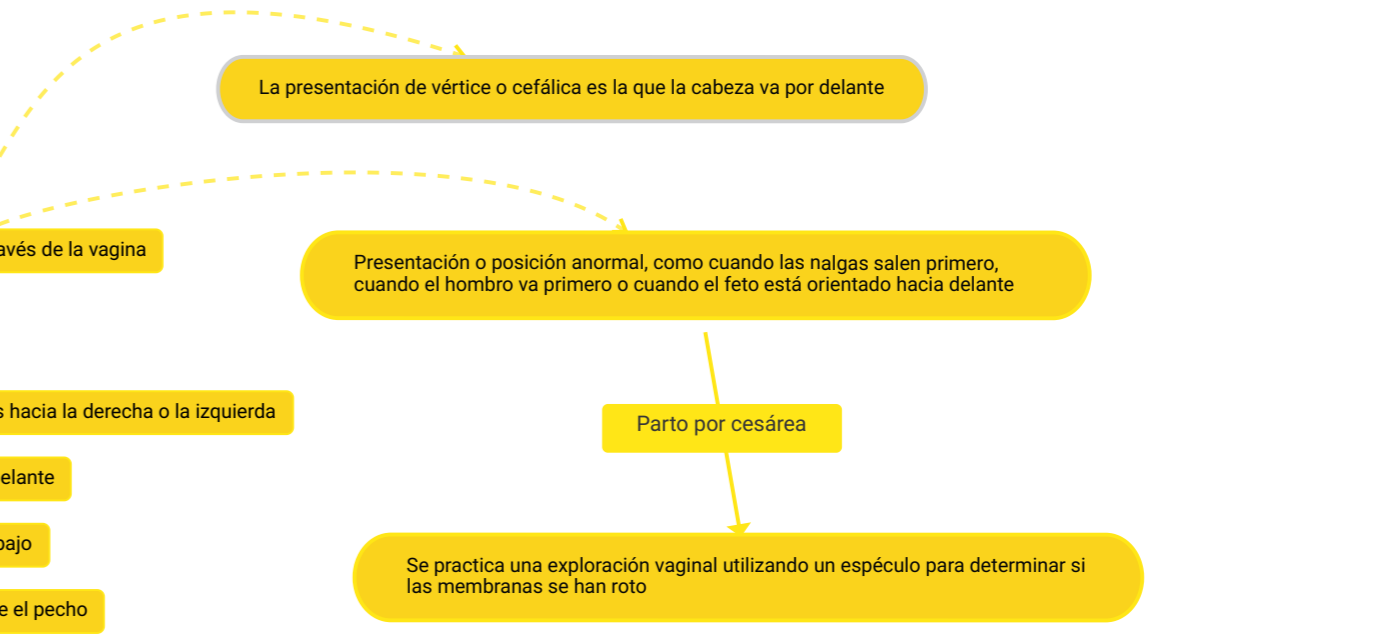 La presentación de vértice o cefálica es la que la cabeza va por delante
avés de la vagina
Presentación o posición anormal, como cuando las nalgas salen primero,
cuando el hombro va primero o cuando el feto está orientado hacia delante
s hacia la derecha o la izquierda
Parto por cesárea
elante
bajo
Se practica una exploración vaginal utilizando un espéculo para determinar si
las membranas se han roto
e el pecho